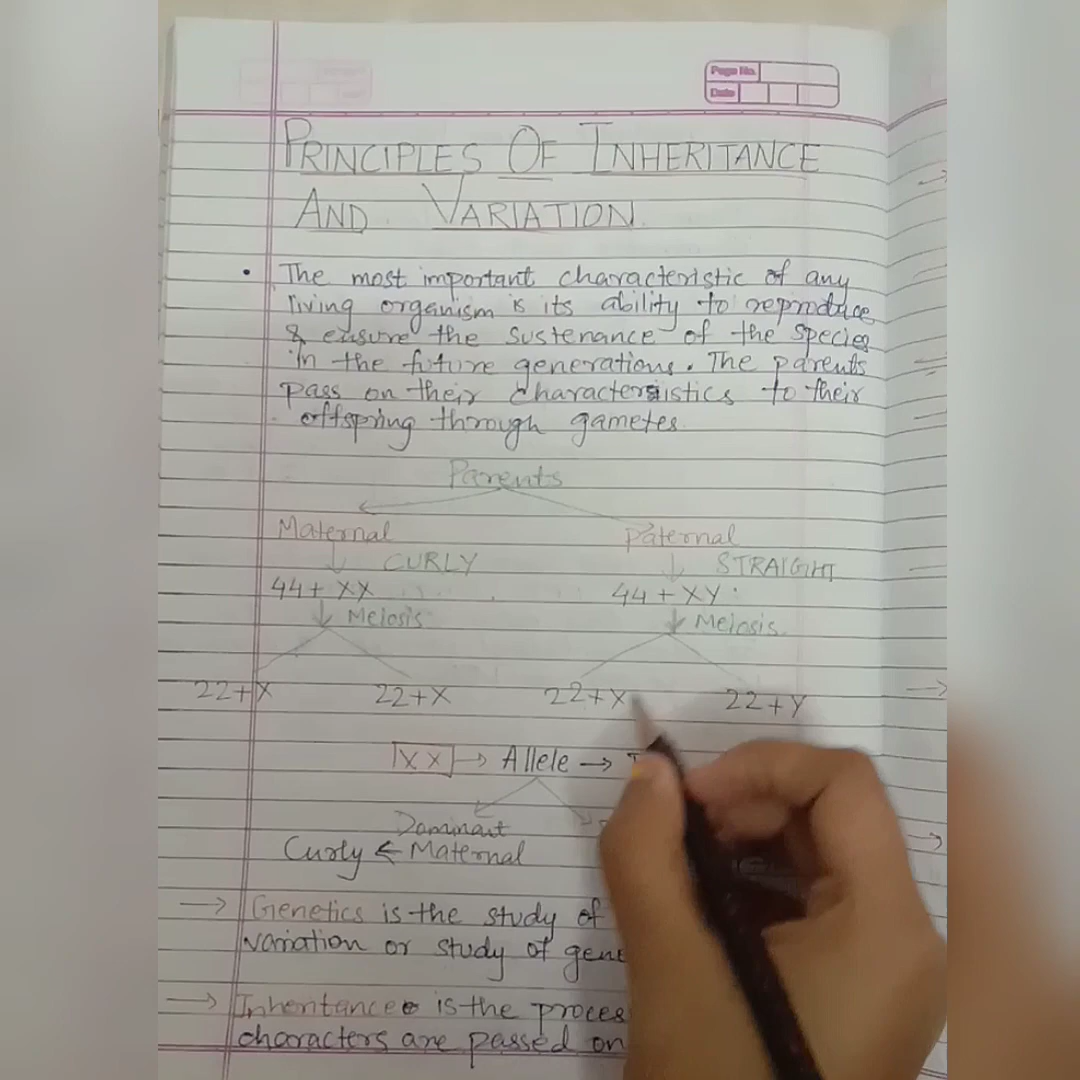 Page No.
Date
PRINCIPLES OF INHERITANCE
AND VARIATION
• The most important characteristic of any
living organism is its ability to reproduce
& ensure the sustenance of the species
in the future generations. The parents
pass on their characteristics to their
offspring through gametes.
Parents
Maternal Paternal
CURLY STRAIGHT
44 + XX 44 + XY
Meiosis Meiosis
22+X 22+X 22+X 22+Y
XX → Allele →
Dominant
Curly ← Maternal
→ Genetics is the study of
variation or study of gene
→ Inheritance is the proces
characters are passed on